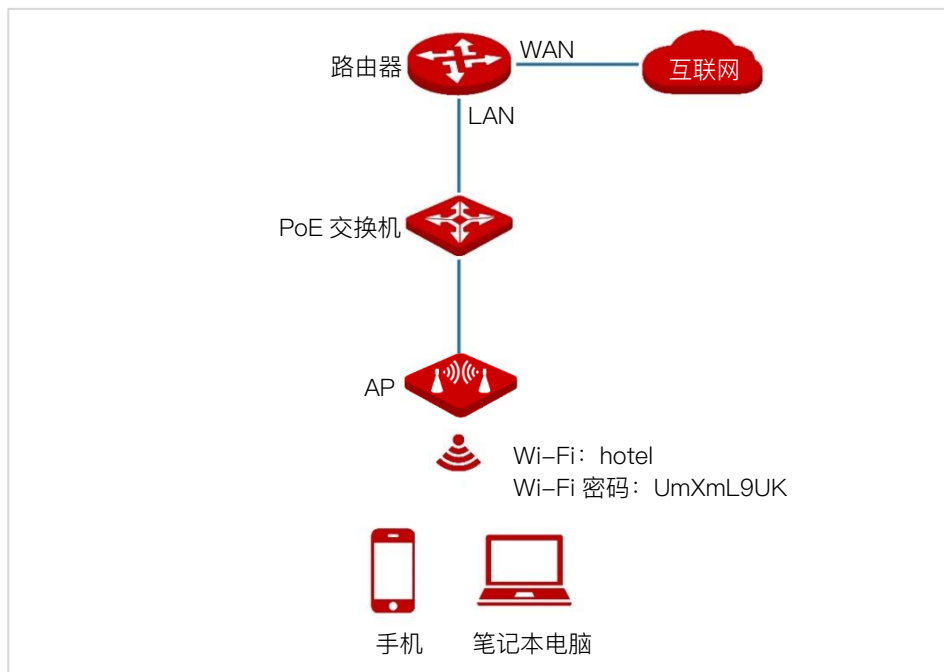 路由器
WAN
互联网
LAN
PoE 交换机
AP
Wi-Fi：hotel
Wi-Fi 密码：UmXmL9UK
手机
笔记本电脑